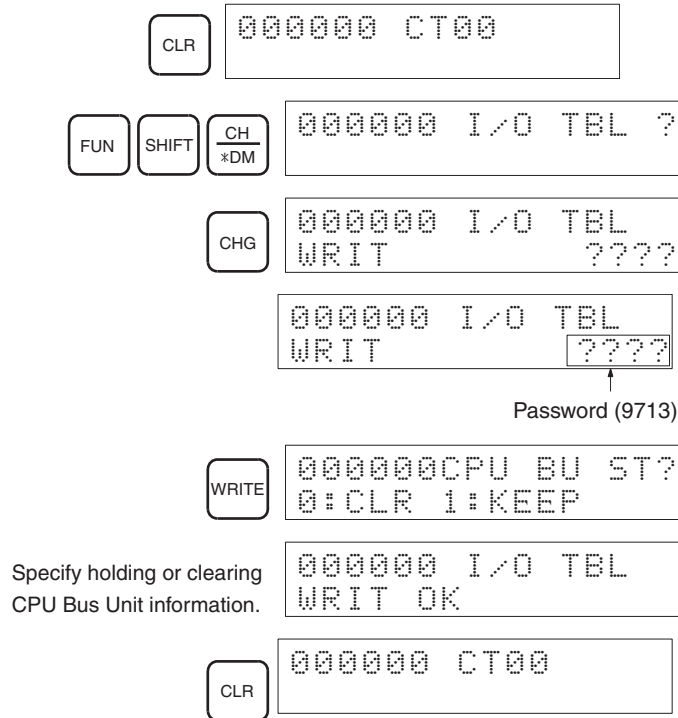 CLR
000000 CT00
FUN
SHIFT
CH
*DM
000000 I/O TBL ?
CHG
000000 I/O TBL
WRIT ????
000000 I/O TBL
WRIT ????
Password (9713)
WRITE
000000CPU BU ST?
0:CLR 1:KEEP
Specify holding or clearing
CPU Bus Unit information.
000000 I/O TBL
WRIT OK
CLR
000000 CT00